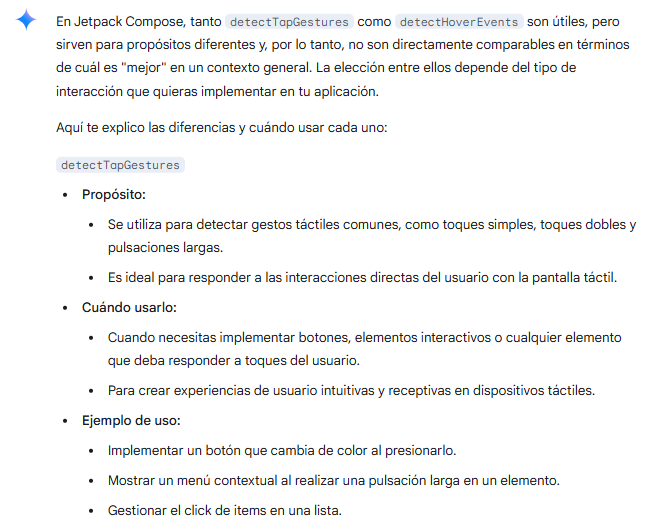 En Jetpack Compose, tanto detectTapGestures como detectHoverEvents son útiles, pero
sirven para propósitos diferentes y, por lo tanto, no son directamente comparables en términos
de cuál es "mejor" en un contexto general. La elección entre ellos depende del tipo de
interacción que quieras implementar en tu aplicación.
Aquí te explico las diferencias y cuándo usar cada uno:
detectTapGestures
• Propósito:
• Se utiliza para detectar gestos táctiles comunes, como toques simples, toques dobles y
pulsaciones largas.
• Es ideal para responder a las interacciones directas del usuario con la pantalla táctil.
• Cuándo usarlo:
• Cuando necesitas implementar botones, elementos interactivos o cualquier elemento
que deba responder a toques del usuario.
• Para crear experiencias de usuario intuitivas y receptivas en dispositivos táctiles.
• Ejemplo de uso:
• Implementar un botón que cambia de color al presionarlo.
• Mostrar un menú contextual al realizar una pulsación larga en un elemento.
• Gestionar el click de items en una lista.